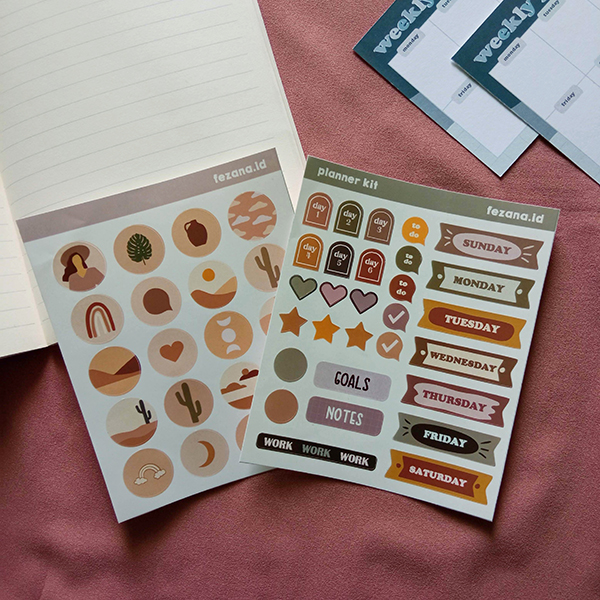 weekly
monday
tuesday
friday
weekly
monday
tuesday
friday
fezana.id
planner kit
fezana.id
day 1
day 2
day 3
to do
day 4
day 5
day 6
to do
to do
SUNDAY
MONDAY
TUESDAY
WEDNESDAY
THURSDAY
FRIDAY
SATURDAY
GOALS
NOTES
WORK WORK WORK